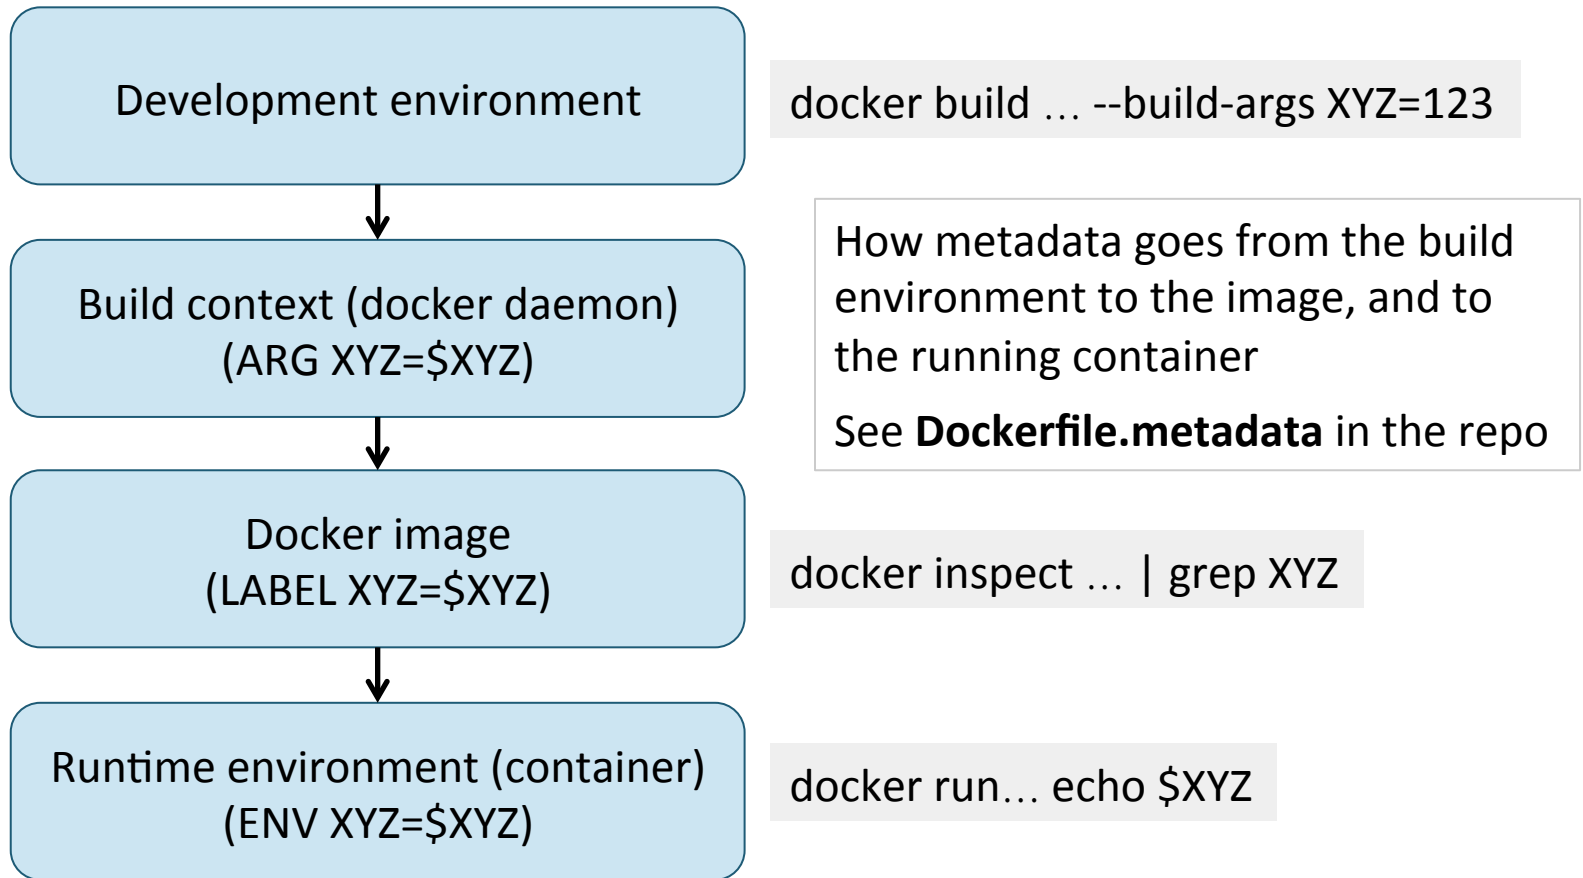 Development environment
docker build ... --build-args XYZ=123
Build context (docker daemon)
(ARG XYZ=$XYZ)
How metadata goes from the build
environment to the image, and to
the running container
See Dockerfile.metadata in the repo
Docker image
(LABEL XYZ=$XYZ)
docker inspect ... | grep XYZ
Runtime environment (container)
(ENV XYZ=$XYZ)
docker run... echo $XYZ